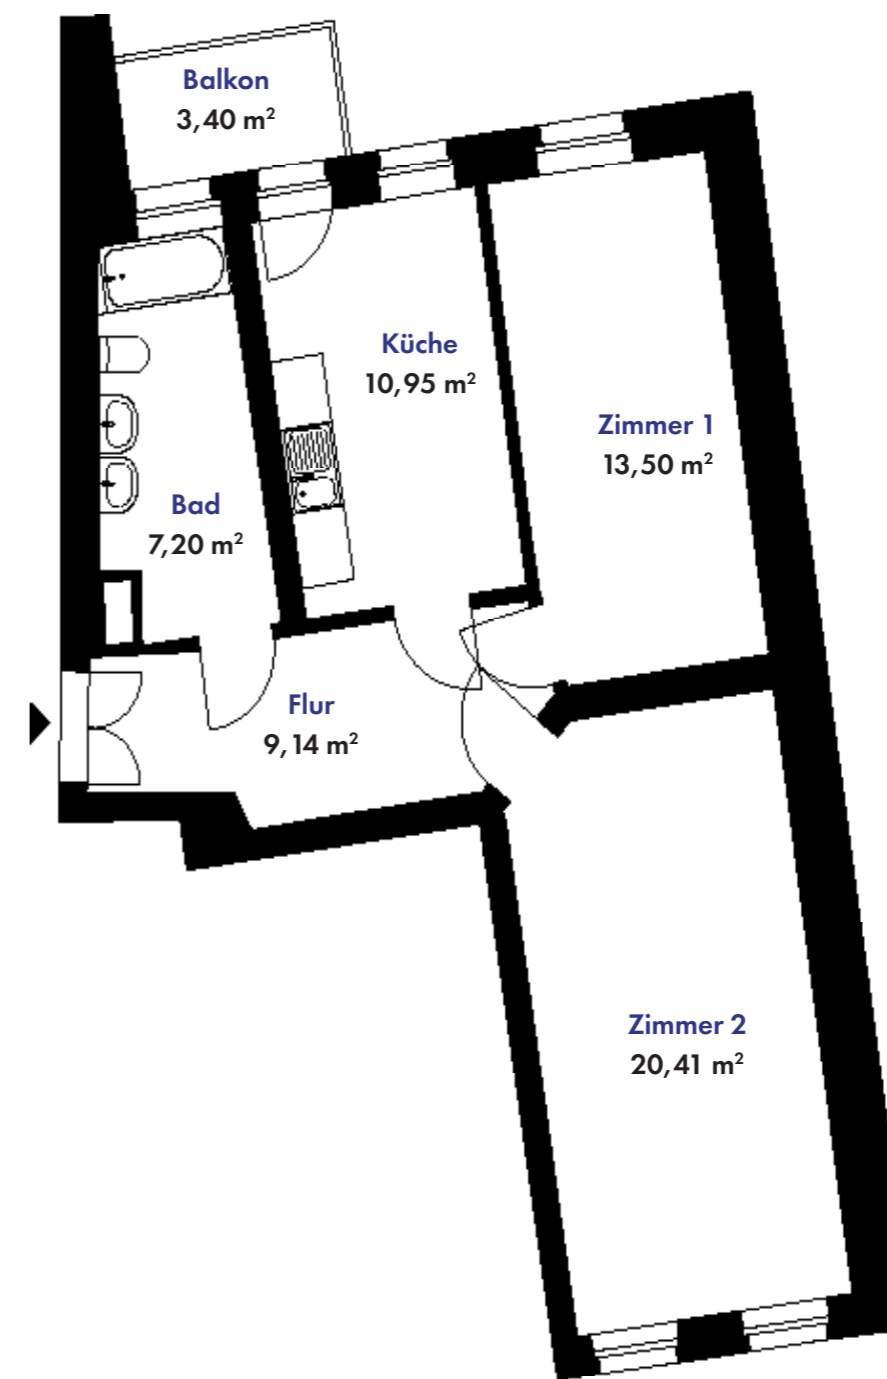 Balkon
3,40 m²
Küche
10,95 m²
Zimmer 1
13,50 m²
Bad
7,20 m²
Flur
9,14 m²
Zimmer 2
20,41 m²